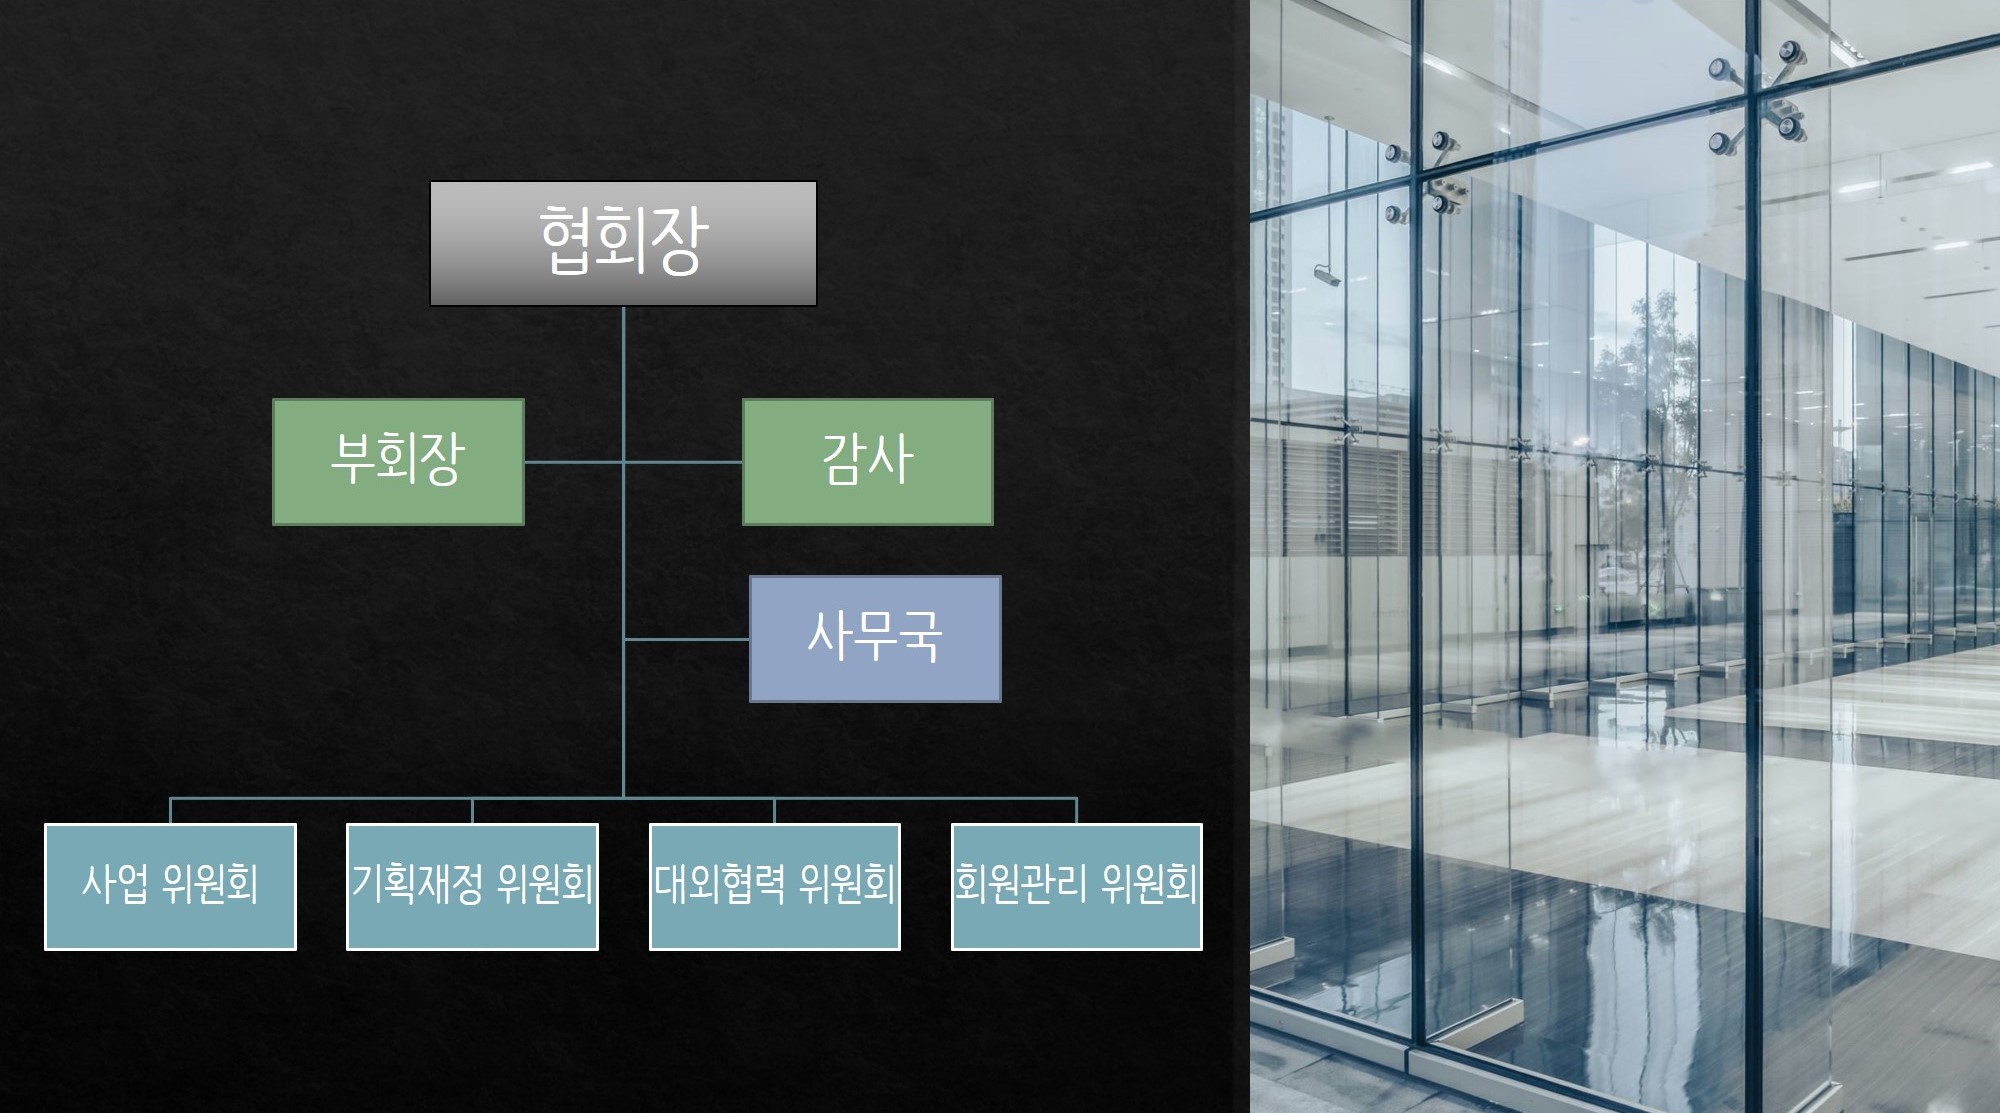 협회장
부회장
감사
사무국
사업 위원회
기획재정 위원회
대외협력 위원회
회원관리 위원회